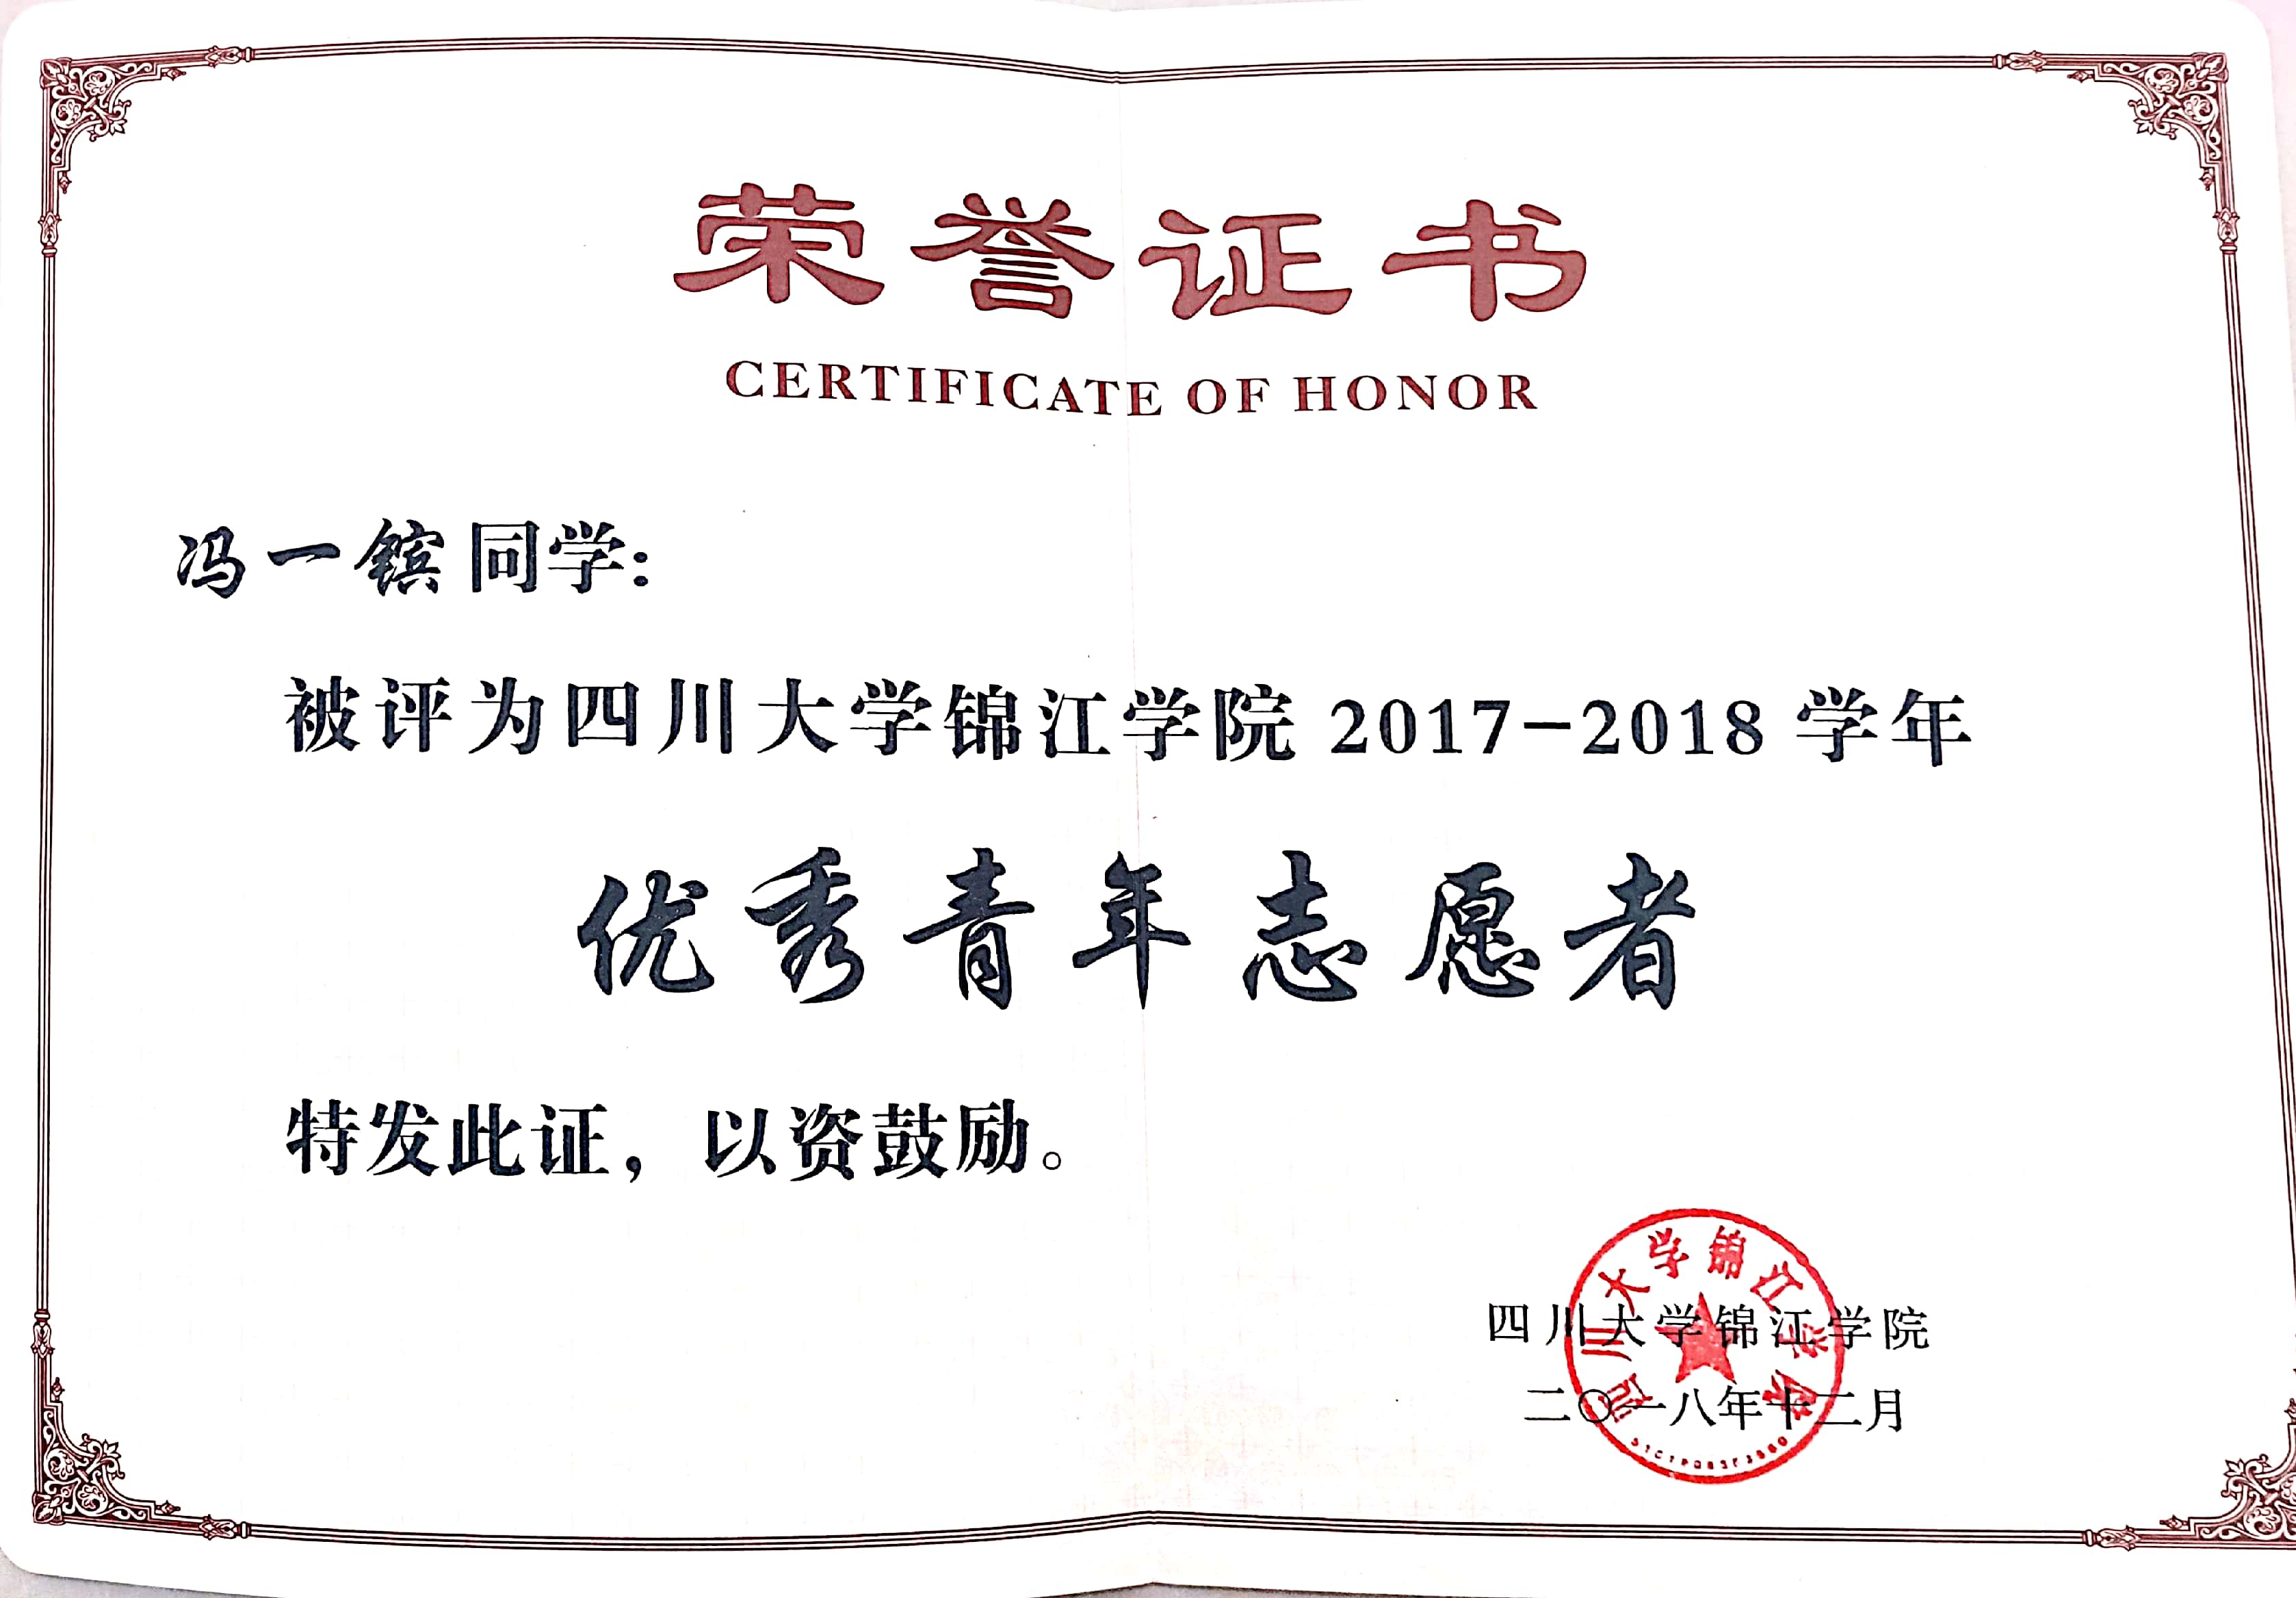 荣誉证书
CERTIFICATE OF HONOR
冯一镔同学:
被评为四川大学锦江学院 2017-2018 学年
优秀青年志愿者
特发此证，以资鼓励。
四川大学锦江学院
四川大学锦江学院
二〇一八年十二月